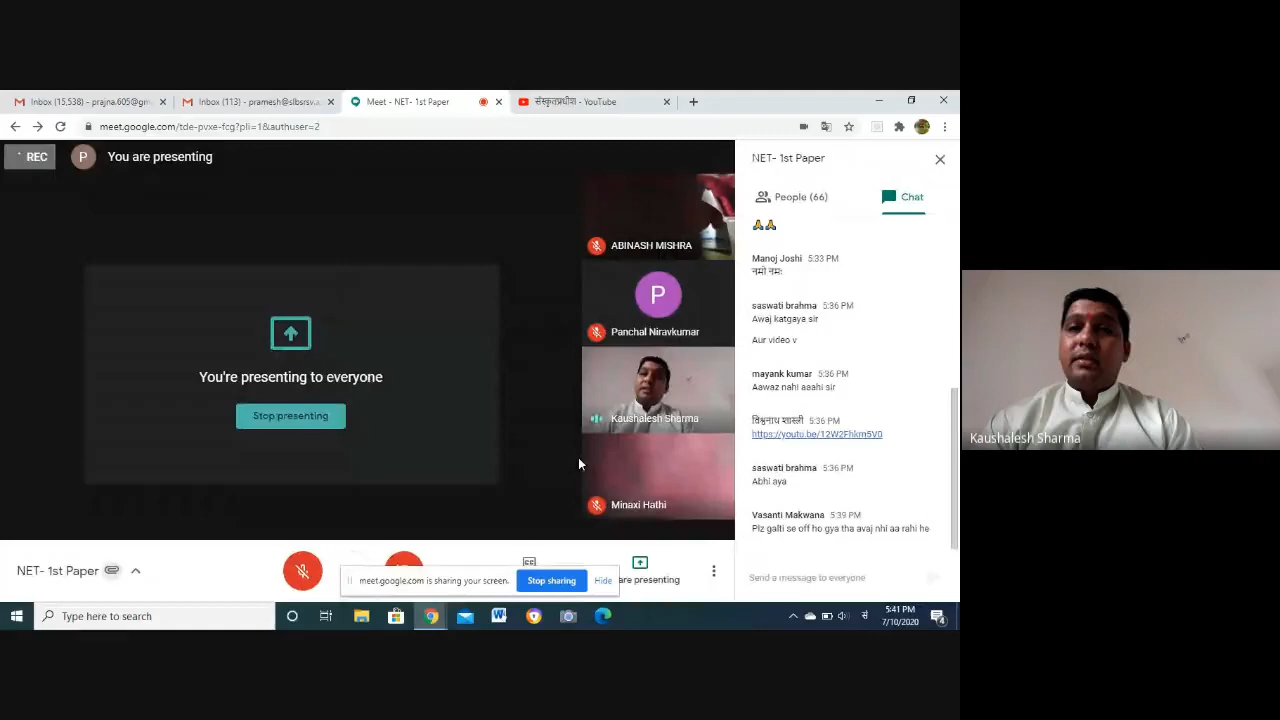 Inbox (15,538) - prajna.605@gm
Inbox (113) - pramesh@slbsrsv.a
Meet - NET- 1st Paper
संस्कृतप्रधीश - YouTube
meet.google.com/tde-pvxe-fcg?pli=1&authuser=2
REC
P
You are presenting
NET- 1st Paper
People (66)
Chat
ABINASH MISHRA
Manoj Joshi 5:33 PM
नमो नमः
P
Panchal Niravkumar
saswati brahma 5:36 PM
Awaj katgaya sir
Aur video v
You're presenting to everyone
Stop presenting
mayank kumar 5:36 PM
Aawaz nahi aaahi sir
Kaushalesh Sharma
विश्वनाथ शास्त्री 5:36 PM
https://youtu.be/12W2Fhkm5V0
saswati brahma 5:36 PM
Abhi aya
Minaxi Hathi
Vasanti Makwana 5:39 PM
Plz galti se off ho gya tha avaj nhi aa rahi he
Kaushalesh Sharma
NET- 1st Paper
meet.google.com is sharing your screen.
Stop sharing
Hide
are presenting
Send a message to everyone
Type here to search
5:41 PM
7/10/2020
4